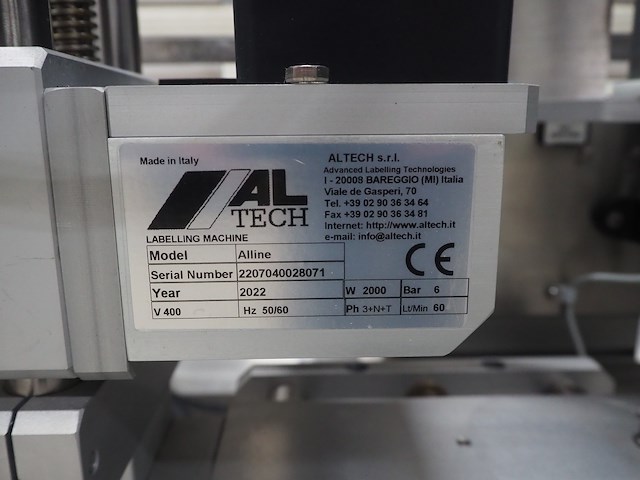 Made in Italy
AL
TECH
ALTECH s.r.l.
Advanced Labelling Technologies
I - 20008 BAREGGIO (MI) Italia
Viale de Gasperi, 70
Tel. +39 02 90 36 34 64
Fax +39 02 90 36 34 81
Internet: http://www.altech.it
e-mail: info@altech.it
LABELLING MACHINE
CE
Model Alline
Serial Number 2207040028071
Year 2022 W 2000 Bar 6
V 400 Hz 50/60 Ph 3+N+T Lt/Min 60